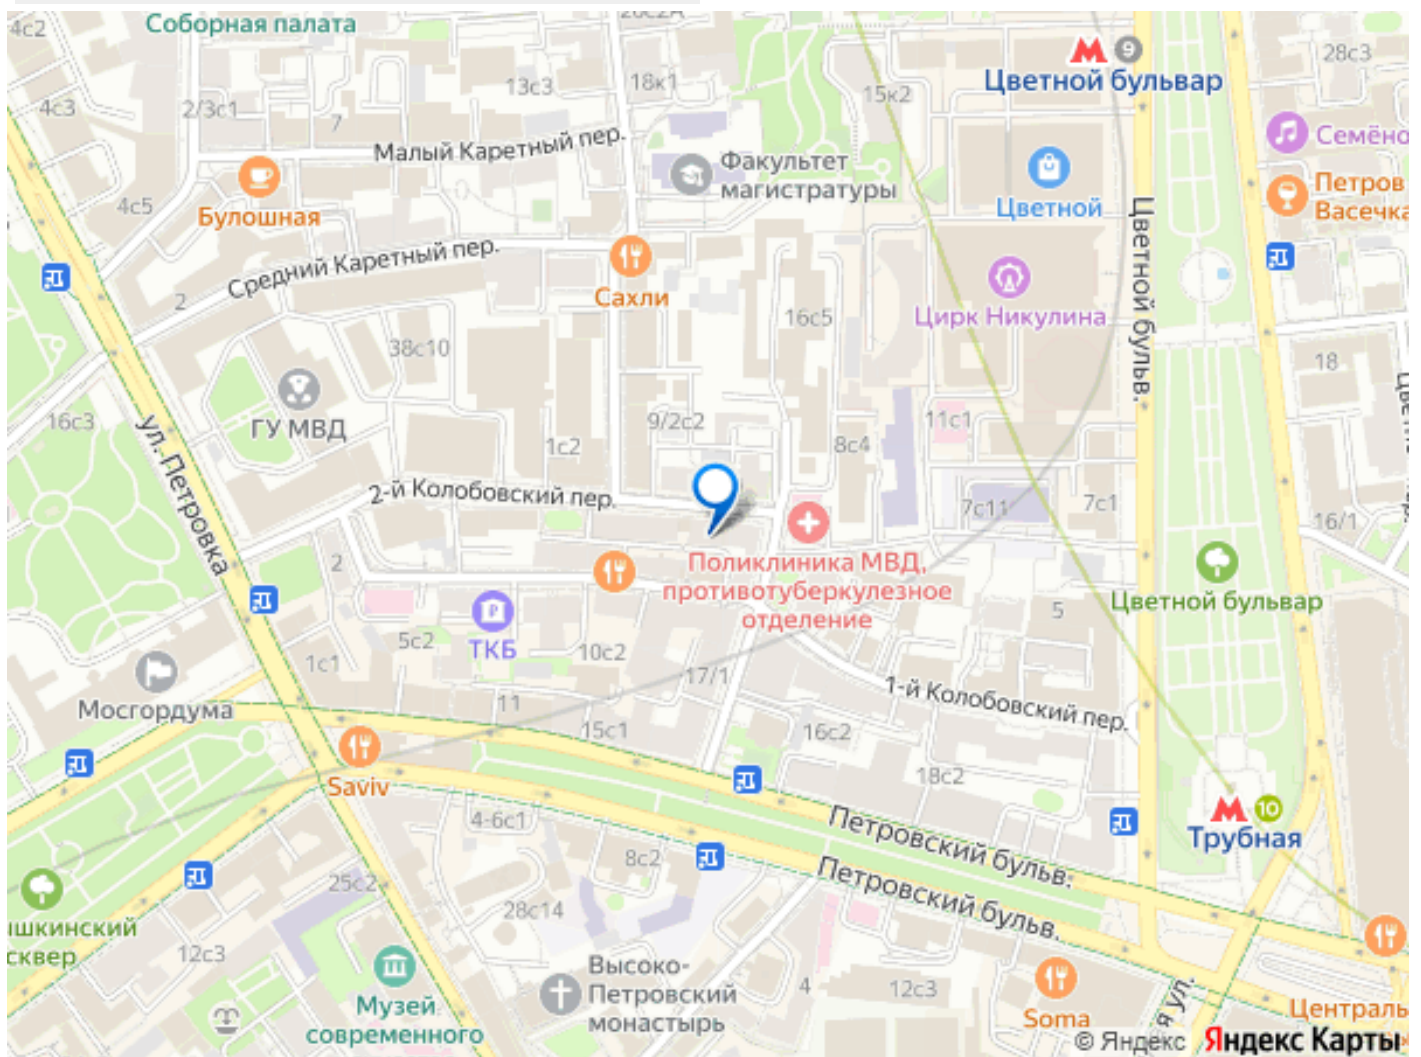 Соборная палата
4с2
26с2А
9
Цветной бульвар
28с3
13с3
18к1
15к2
4с3
2/3с1
7
Малый Каретный пер.
Семёно
Факультет
магистратуры
Петров
Васечка
Булошная
4с5
Цветной
Цветной бульв.
Средний Каретный пер.
2
Сахли
16с5
Цирк Никулина
38с10
18
16с3
ГУ МВД
9/2с2
11с1
ул. Петровка
1с2
8с4
2-й Колобовский пер.
7с11
7с1
16/1
2
Поликлиника МВД,
противотуберкулезное
отделение
5
Цветной бульвар
ТКБ
5с2
10с2
1с1
17/1
1-й Колобовский пер.
Мосгордума
11
15с1
16с2
Saviv
18с2
10
Трубная
4-6с1
Петровский бульв.
8с2
Петровский бульв.
25с2
28с14
шкинский
сквер
12с3
Высоко-
Петровский
монастырь
4
12с3
Музей
современного
Soma
я ул.
Централь
© Яндекс Яндекс Карты